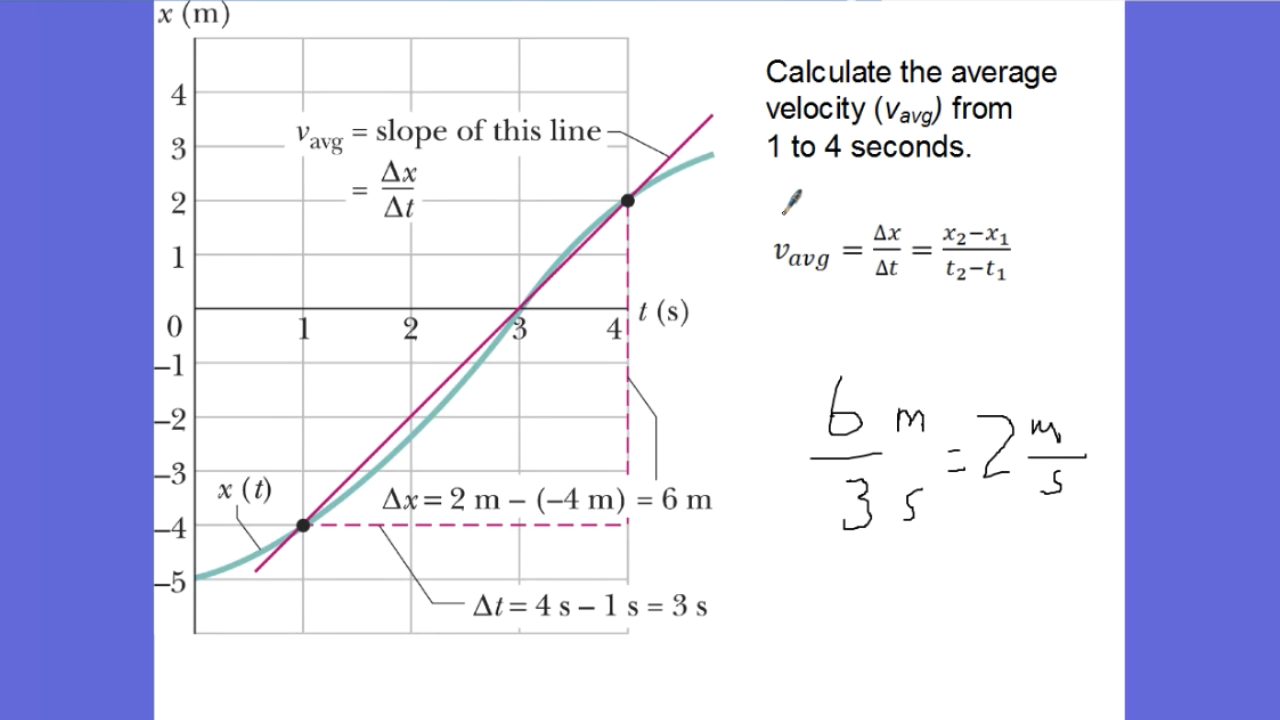 x (m)
4
3
2
1
0
–1
–2
–3
–4
–5
1 2 3 4
t (s)
v_avg = slope of this line
= Δx/Δt
x (t)
Δx = 2 m – (–4 m) = 6 m
Δt = 4 s – 1 s = 3 s
Calculate the average
velocity (v_avg) from
1 to 4 seconds.
v_avg = Δx/Δt = (x₂−x₁)/(t₂−t₁)
6 m / 3 s = 2 m/s